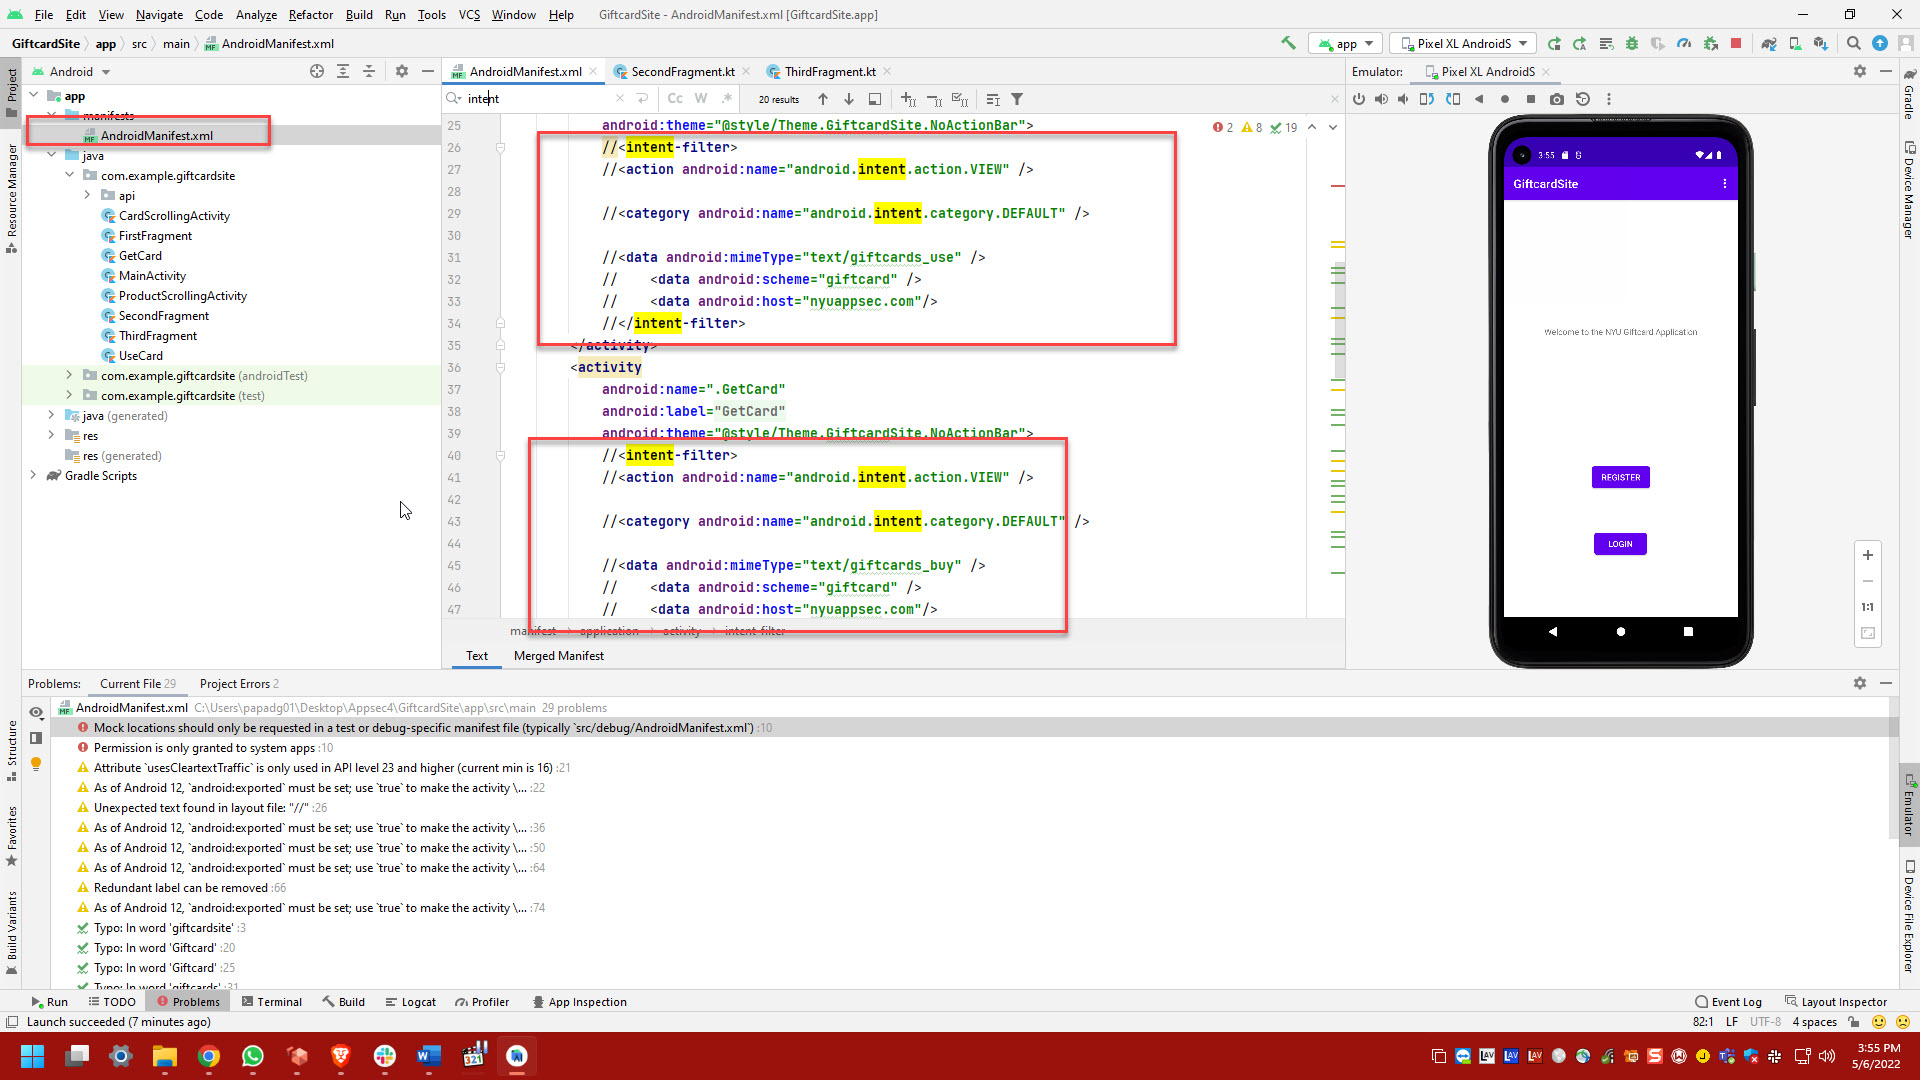 File Edit View Navigate Code Analyze Refactor Build Run Tools VCS Window Help GiftcardSite - AndroidManifest.xml [GiftcardSite.app]
GiftcardSite app src main AndroidManifest.xml
app Pixel XL AndroidS
Android
AndroidManifest.xml SecondFragment.kt ThirdFragment.kt
Emulator: Pixel XL AndroidS
intent
Cc W .* 20 results
Project
Resource Manager
Structure
Favorites
Build Variants
app
manifests
AndroidManifest.xml
java
com.example.giftcardsite
api
CardScrollingActivity
FirstFragment
GetCard
MainActivity
ProductScrollingActivity
SecondFragment
ThirdFragment
UseCard
com.example.giftcardsite (androidTest)
com.example.giftcardsite (test)
java (generated)
res
res (generated)
Gradle Scripts
2 8 19
25 android:theme="@style/Theme.GiftcardSite.NoActionBar">
26 //<intent-filter>
27 //<action android:name="android.intent.action.VIEW" />
28
29 //<category android:name="android.intent.category.DEFAULT" />
30
31 //<data android:mimeType="text/giftcards_use" />
32 // <data android:scheme="giftcard" />
33 // <data android:host="nyuappsec.com"/>
34 //</intent-filter>
35 </activity>
36 <activity
37 android:name=".GetCard"
38 android:label="GetCard"
39 android:theme="@style/Theme.GiftcardSite.NoActionBar">
40 //<intent-filter>
41 //<action android:name="android.intent.action.VIEW" />
42
43 //<category android:name="android.intent.category.DEFAULT" />
44
45 //<data android:mimeType="text/giftcards_buy" />
46 // <data android:scheme="giftcard" />
47 // <data android:host="nyuappsec.com"/>
manifest application activity intent-filter
Text Merged Manifest
3:55
GiftcardSite
Welcome to the NYU Giftcard Application
REGISTER
LOGIN
1:1
Gradle
Device Manager
Emulator
Device File Explorer
Problems: Current File 29 Project Errors 2
AndroidManifest.xml C:\Users\papadg01\Desktop\Appsec4\GiftcardSite\app\src\main 29 problems
Mock locations should only be requested in a test or debug-specific manifest file (typically `src/debug/AndroidManifest.xml`) :10
Permission is only granted to system apps :10
Attribute `usesCleartextTraffic` is only used in API level 23 and higher (current min is 16) :21
As of Android 12, `android:exported` must be set; use `true` to make the activity \... :22
Unexpected text found in layout file: "//" :26
As of Android 12, `android:exported` must be set; use `true` to make the activity \... :36
As of Android 12, `android:exported` must be set; use `true` to make the activity \... :50
As of Android 12, `android:exported` must be set; use `true` to make the activity \... :64
Redundant label can be removed :66
As of Android 12, `android:exported` must be set; use `true` to make the activity \... :74
Typo: In word 'giftcardsite' :3
Typo: In word 'Giftcard' :20
Typo: In word 'Giftcard' :25
Typo: In word 'giftcards' :31
Run TODO Problems Terminal Build Logcat Profiler App Inspection Event Log Layout Inspector
Launch succeeded (7 minutes ago) 82:1 LF UTF-8 4 spaces
3:55 PM
5/6/2022